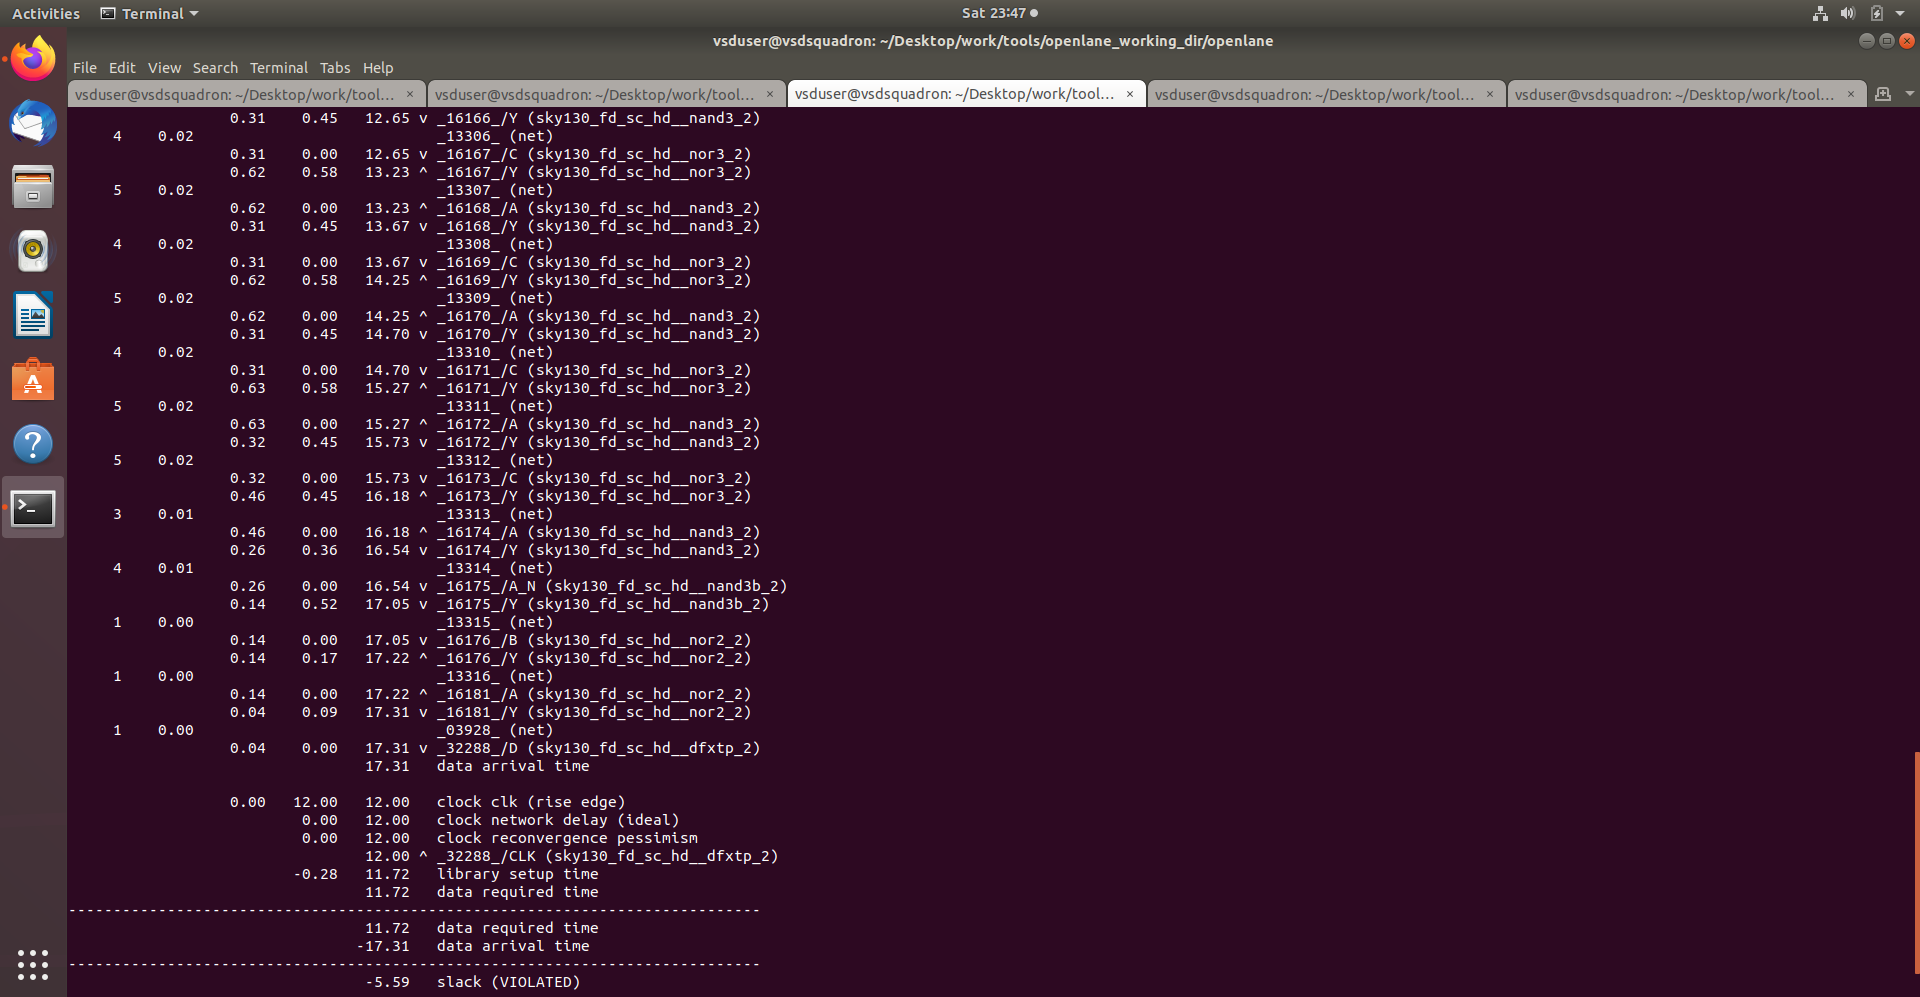 Activities Terminal Sat 23:47
vsduser@vsdsquadron: ~/Desktop/work/tools/openlane_working_dir/openlane
File Edit View Search Terminal Tabs Help
vsduser@vsdsquadron: ~/Desktop/work/tool... × vsduser@vsdsquadron: ~/Desktop/work/tool... × vsduser@vsdsquadron: ~/Desktop/work/tool... × vsduser@vsdsquadron: ~/Desktop/work/tool... × vsduser@vsdsquadron: ~/Desktop/work/tool... ×
0.31 0.45 12.65 v _16166_/Y (sky130_fd_sc_hd__nand3_2)
4 0.02 _13306_ (net)
0.31 0.00 12.65 v _16167_/C (sky130_fd_sc_hd__nor3_2)
0.62 0.58 13.23 ^ _16167_/Y (sky130_fd_sc_hd__nor3_2)
5 0.02 _13307_ (net)
0.62 0.00 13.23 ^ _16168_/A (sky130_fd_sc_hd__nand3_2)
0.31 0.45 13.67 v _16168_/Y (sky130_fd_sc_hd__nand3_2)
4 0.02 _13308_ (net)
0.31 0.00 13.67 v _16169_/C (sky130_fd_sc_hd__nor3_2)
0.62 0.58 14.25 ^ _16169_/Y (sky130_fd_sc_hd__nor3_2)
5 0.02 _13309_ (net)
0.62 0.00 14.25 ^ _16170_/A (sky130_fd_sc_hd__nand3_2)
0.31 0.45 14.70 v _16170_/Y (sky130_fd_sc_hd__nand3_2)
4 0.02 _13310_ (net)
0.31 0.00 14.70 v _16171_/C (sky130_fd_sc_hd__nor3_2)
0.63 0.58 15.27 ^ _16171_/Y (sky130_fd_sc_hd__nor3_2)
5 0.02 _13311_ (net)
0.63 0.00 15.27 ^ _16172_/A (sky130_fd_sc_hd__nand3_2)
0.32 0.45 15.73 v _16172_/Y (sky130_fd_sc_hd__nand3_2)
5 0.02 _13312_ (net)
0.32 0.00 15.73 v _16173_/C (sky130_fd_sc_hd__nor3_2)
0.46 0.45 16.18 ^ _16173_/Y (sky130_fd_sc_hd__nor3_2)
3 0.01 _13313_ (net)
0.46 0.00 16.18 ^ _16174_/A (sky130_fd_sc_hd__nand3_2)
0.26 0.36 16.54 v _16174_/Y (sky130_fd_sc_hd__nand3_2)
4 0.01 _13314_ (net)
0.26 0.00 16.54 v _16175_/A_N (sky130_fd_sc_hd__nand3b_2)
0.14 0.52 17.05 v _16175_/Y (sky130_fd_sc_hd__nand3b_2)
1 0.00 _13315_ (net)
0.14 0.00 17.05 v _16176_/B (sky130_fd_sc_hd__nor2_2)
0.14 0.17 17.22 ^ _16176_/Y (sky130_fd_sc_hd__nor2_2)
1 0.00 _13316_ (net)
0.14 0.00 17.22 ^ _16181_/A (sky130_fd_sc_hd__nor2_2)
0.04 0.09 17.31 v _16181_/Y (sky130_fd_sc_hd__nor2_2)
1 0.00 _03928_ (net)
0.04 0.00 17.31 v _32288_/D (sky130_fd_sc_hd__dfxtp_2)
17.31 data arrival time
0.00 12.00 12.00 clock clk (rise edge)
0.00 12.00 clock network delay (ideal)
0.00 12.00 clock reconvergence pessimism
12.00 ^ _32288_/CLK (sky130_fd_sc_hd__dfxtp_2)
-0.28 11.72 library setup time
11.72 data required time
-----------------------------------------------------------------------------
11.72 data required time
-17.31 data arrival time
-----------------------------------------------------------------------------
-5.59 slack (VIOLATED)